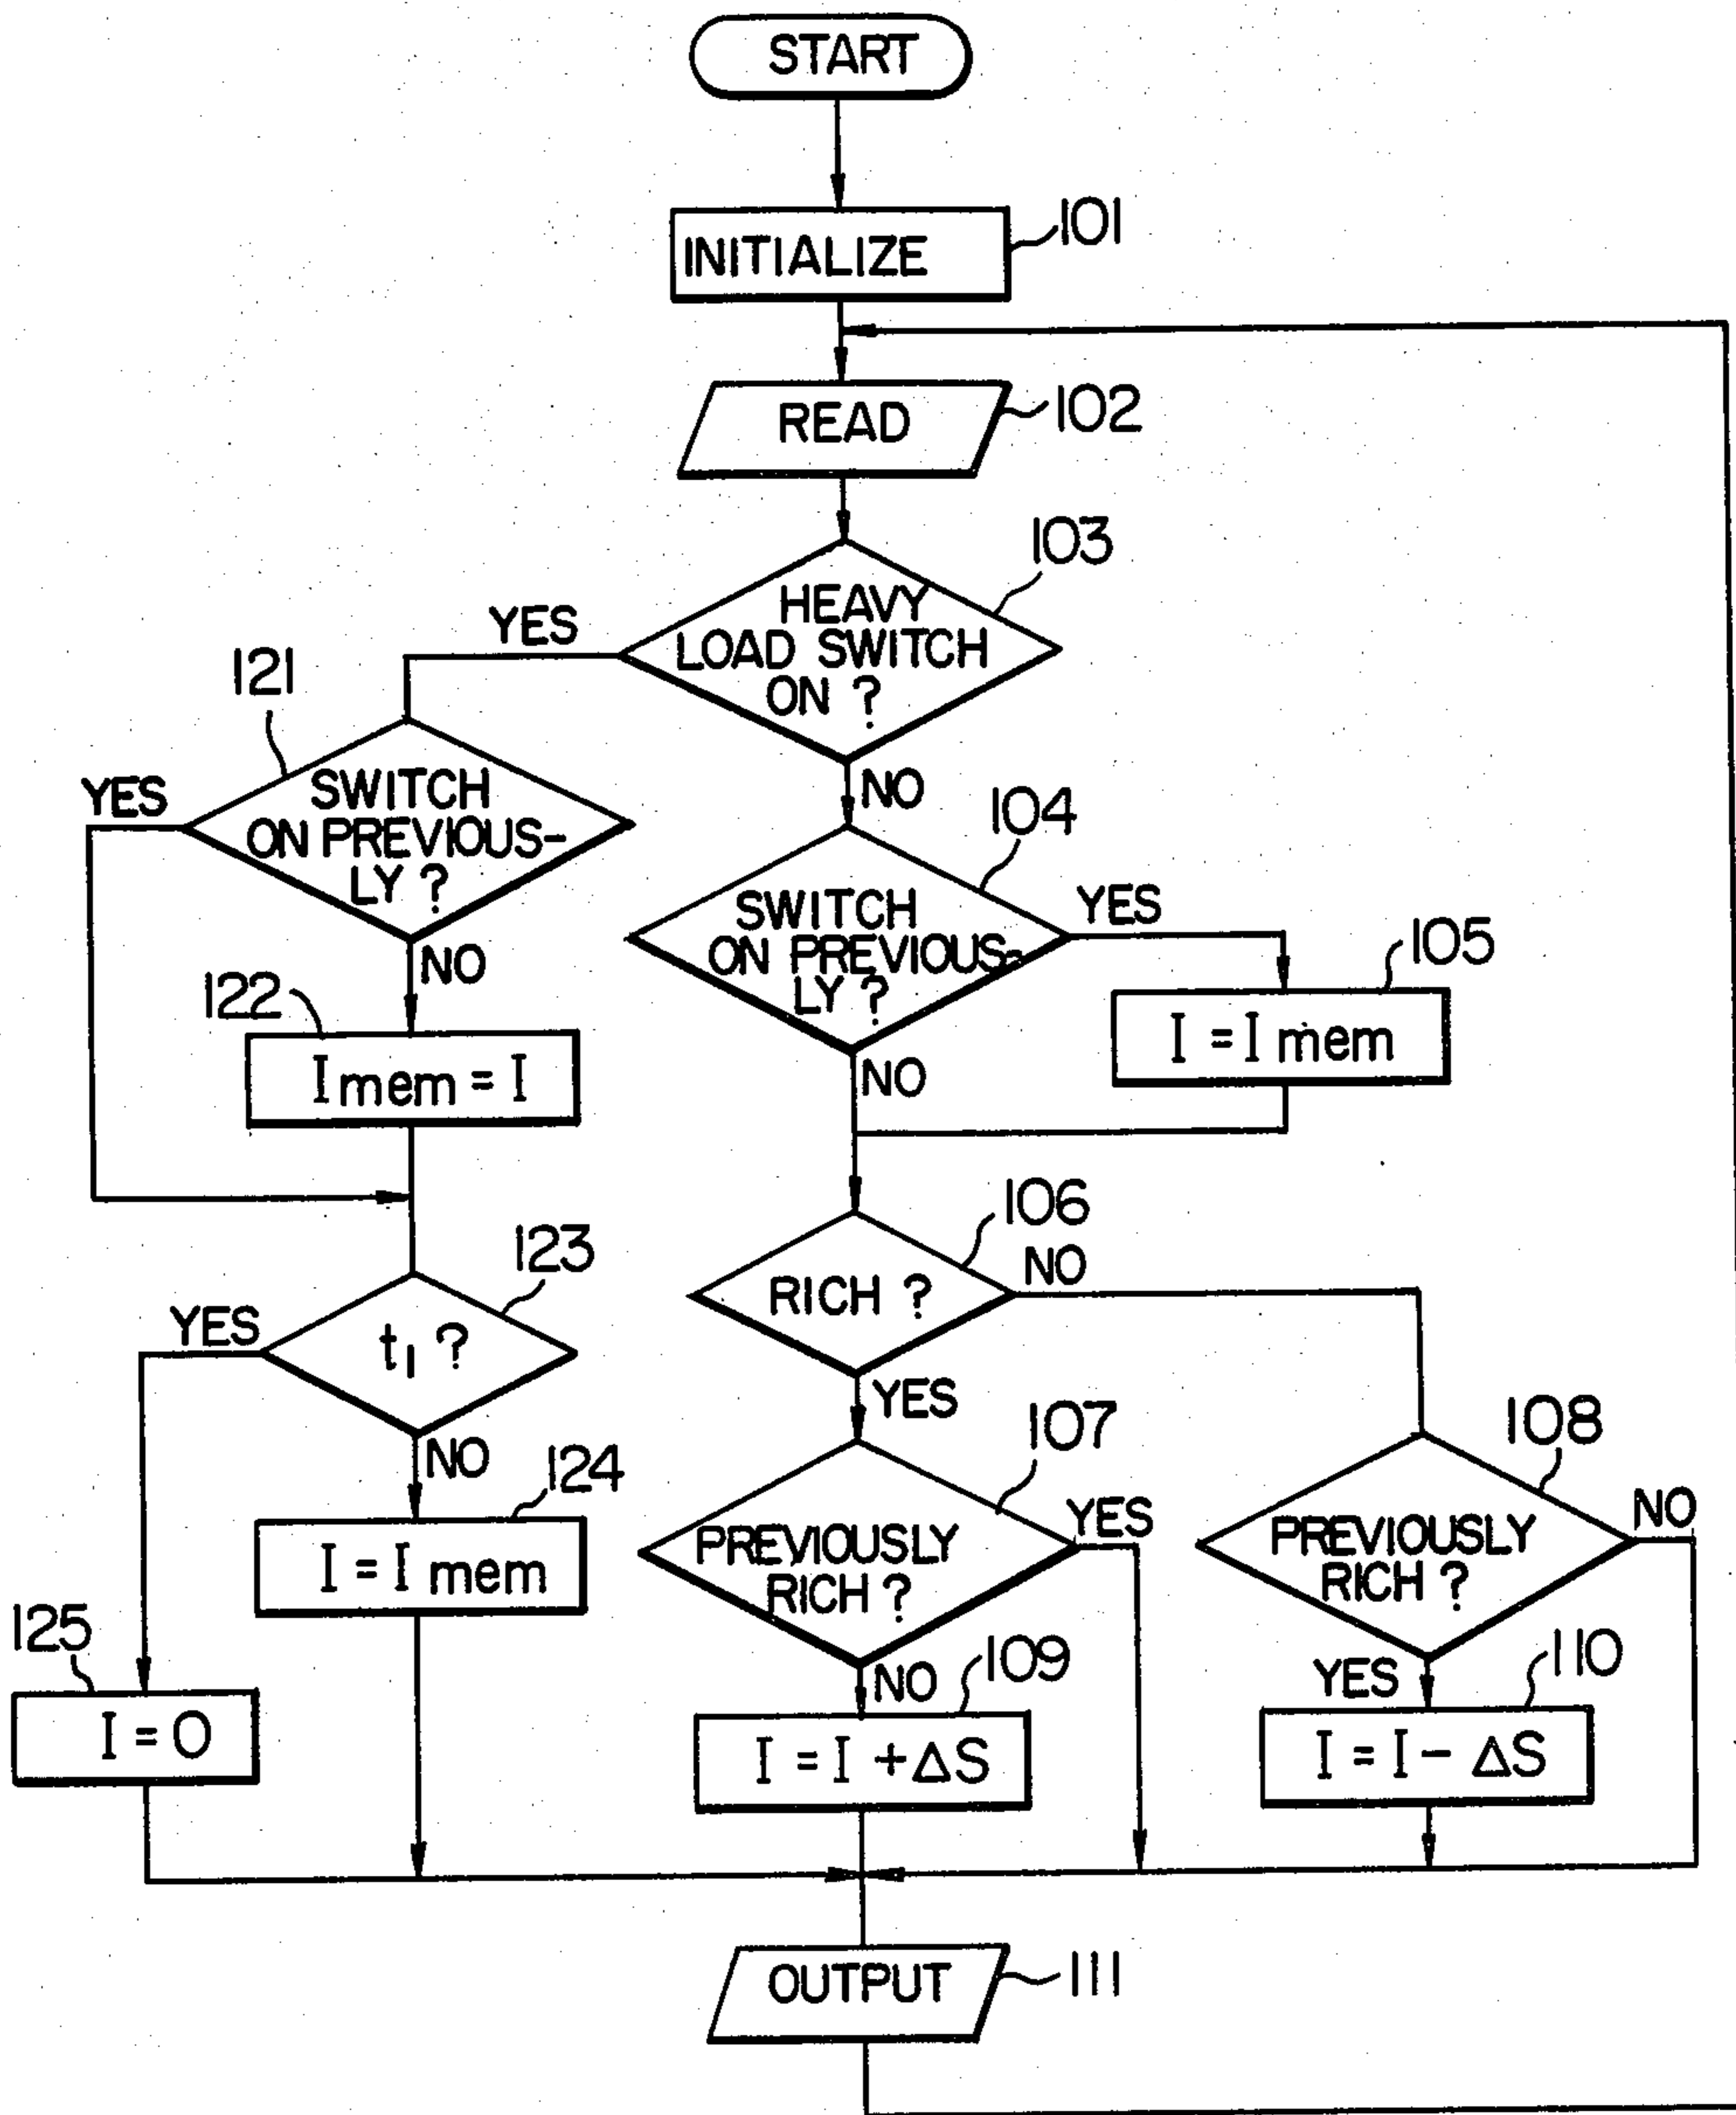 START
INITIALIZE
101
READ
102
103
HEAVY
LOAD SWITCH
ON ?
YES
NO
121
SWITCH
ON PREVIOUS-
LY ?
YES
NO
104
SWITCH
ON PREVIOUS-
LY ?
YES
NO
105
I = I mem
122
I mem = I
106
RICH ?
NO
YES
123
t1 ?
YES
NO
124
I = I mem
107
PREVIOUSLY
RICH ?
YES
NO
108
PREVIOUSLY
RICH ?
NO
YES
125
I = 0
109
I = I + ΔS
110
I = I - ΔS
OUTPUT
111